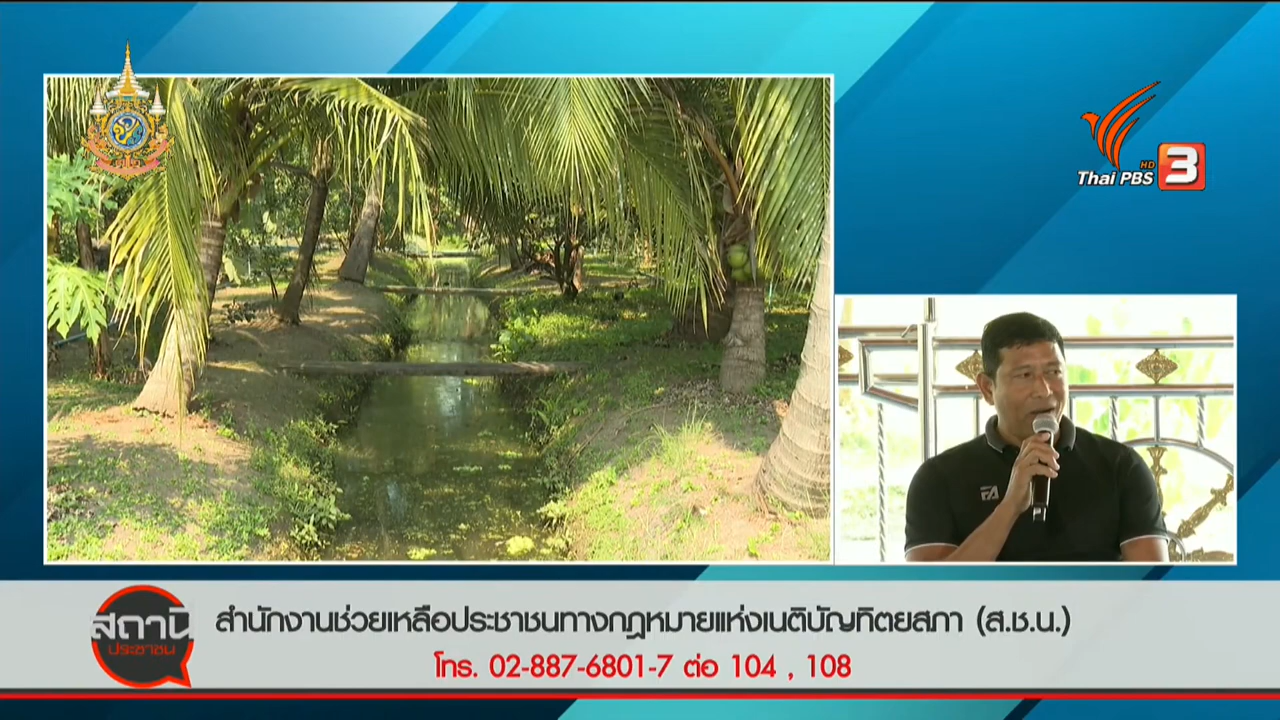 Thai PBS HD 3
FA
สถานี
ประชาชน
สำนักงานช่วยเหลือประชาชนทางกฎหมายแห่งเนติบัณฑิตยสภา (ส.ช.น.)
โทร. 02-887-6801-7 ต่อ 104 , 108